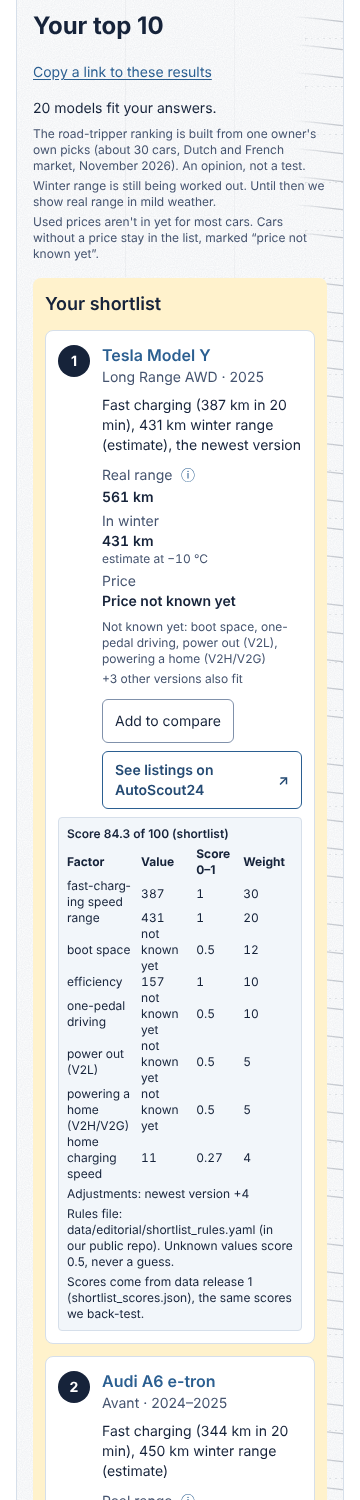 Your top 10
Copy a link to these results
20 models fit your answers.
The road-tripper ranking is built from one owner's
own picks (about 30 cars, Dutch and French
market, November 2026). An opinion, not a test.
Winter range is still being worked out. Until then we
show real range in mild weather.
Used prices aren't in yet for most cars. Cars
without a price stay in the list, marked “price not
known yet”.
Your shortlist
1
Tesla Model Y
Long Range AWD · 2025
Fast charging (387 km in 20
min), 431 km winter range
(estimate), the newest version
Real range ⓘ
561 km
In winter
431 km
estimate at −10 °C
Price
Price not known yet
Not known yet: boot space, one-
pedal driving, power out (V2L),
powering a home (V2H/V2G)
+3 other versions also fit
Add to compare
See listings on
AutoScout24 ↗
Score 84.3 of 100 (shortlist)
Factor Value Score 0–1 Weight
fast-charg-
ing speed 387 1 30
range 431 1 20
boot space not known yet 0.5 12
efficiency 157 1 10
one-pedal
driving not known yet 0.5 10
power out
(V2L) not known yet 0.5 5
powering a
home
(V2H/V2G) not known yet 0.5 5
home
charging
speed 11 0.27 4
Adjustments: newest version +4
Rules file:
data/editorial/shortlist_rules.yaml (in
our public repo). Unknown values score
0.5, never a guess.
Scores come from data release 1
(shortlist_scores.json), the same scores
we back-test.
2
Audi A6 e-tron
Avant · 2024–2025
Fast charging (344 km in 20
min), 450 km winter range
(estimate)
Real range ⓘ